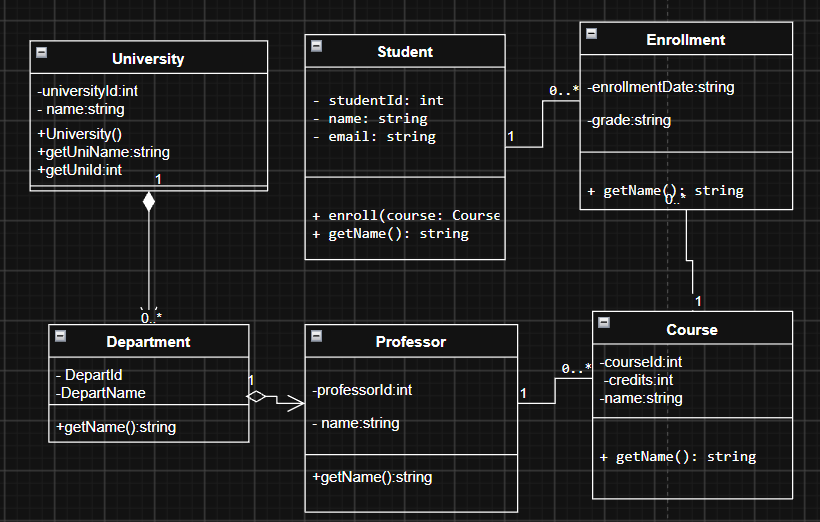 University
-universityId:int
- name:string
+University()
+getUniName:string
+getUniId:int
1
0..*
Student
- studentId: int
- name: string
- email: string
+ enroll(course: Course
+ getName(): string
1
0..*
Enrollment
-enrollmentDate:string
-grade:string
+ getName(): string
0..*
1
Department
- DepartId
-DepartName
+getName():string
1
Professor
-professorId:int
- name:string
+getName():string
1
0..*
Course
-courseId:int
-credits:int
-name:string
+ getName(): string